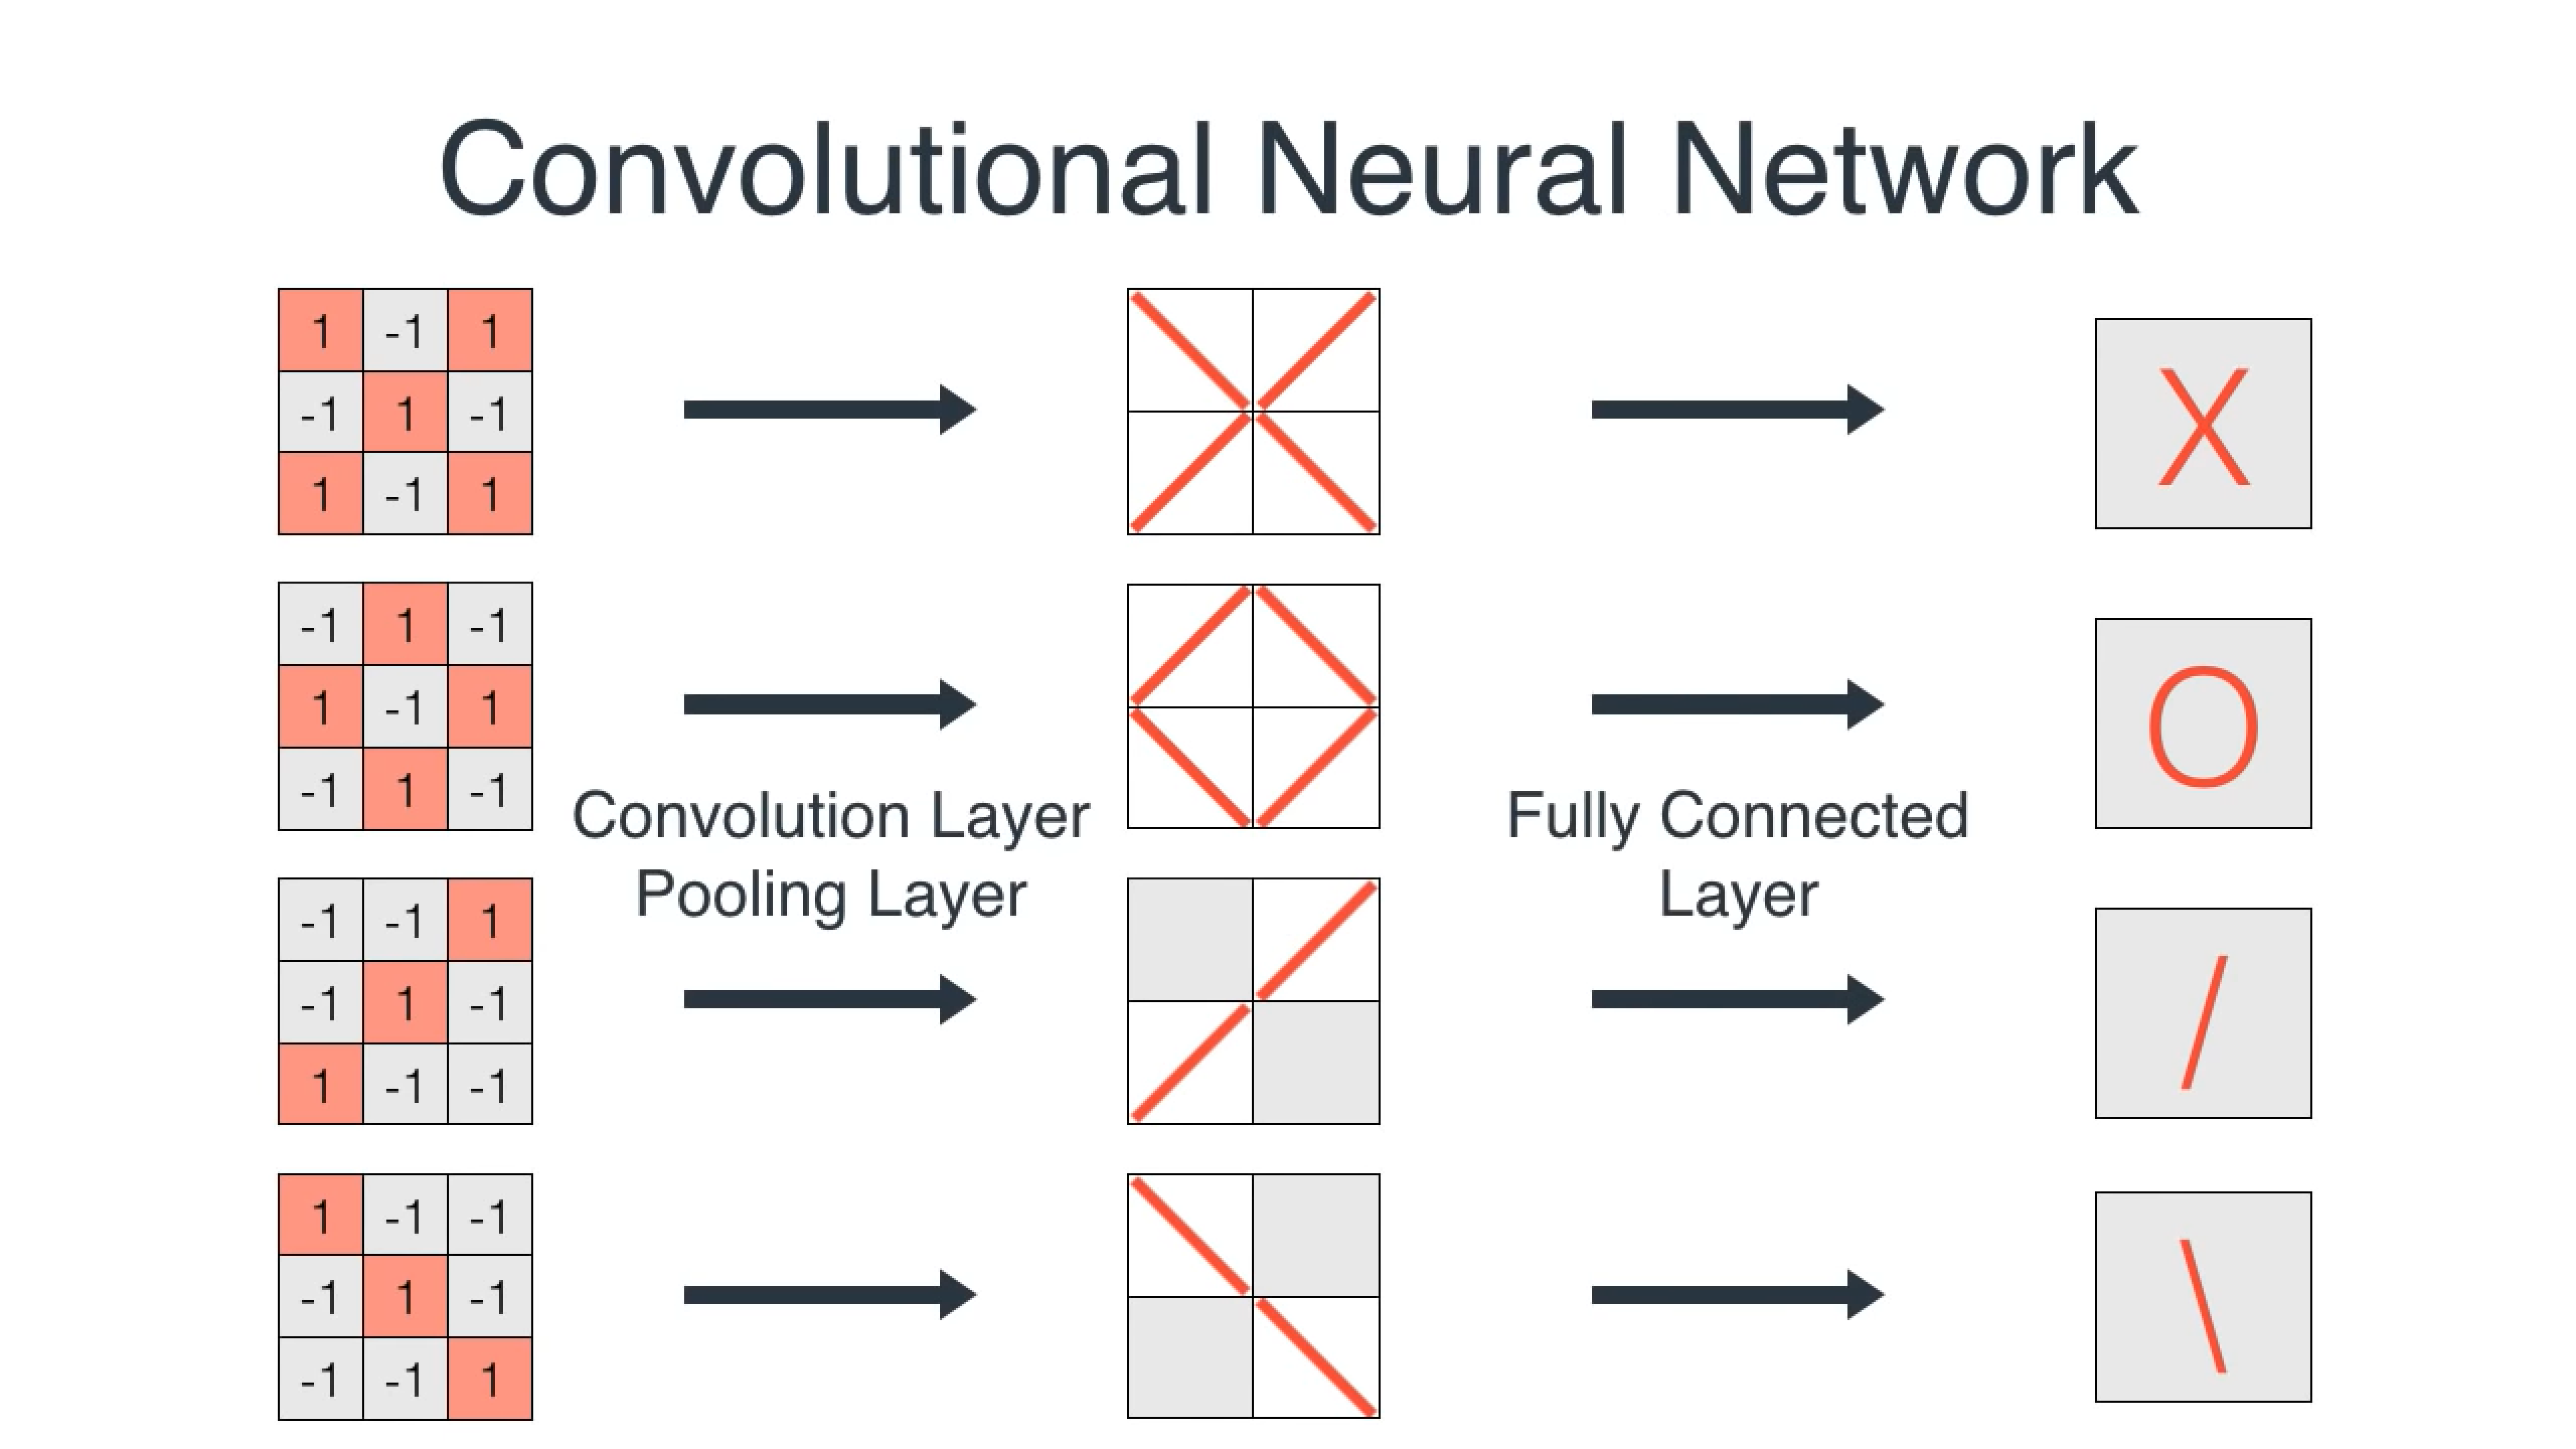 Convolutional Neural Network
1 -1 1
-1 1 -1
1 -1 1
X
-1 1 -1
1 -1 1
-1 1 -1
O
Convolution Layer
Pooling Layer
Fully Connected
Layer
-1 -1 1
-1 1 -1
1 -1 -1
/
1 -1 -1
-1 1 -1
-1 -1 1
\